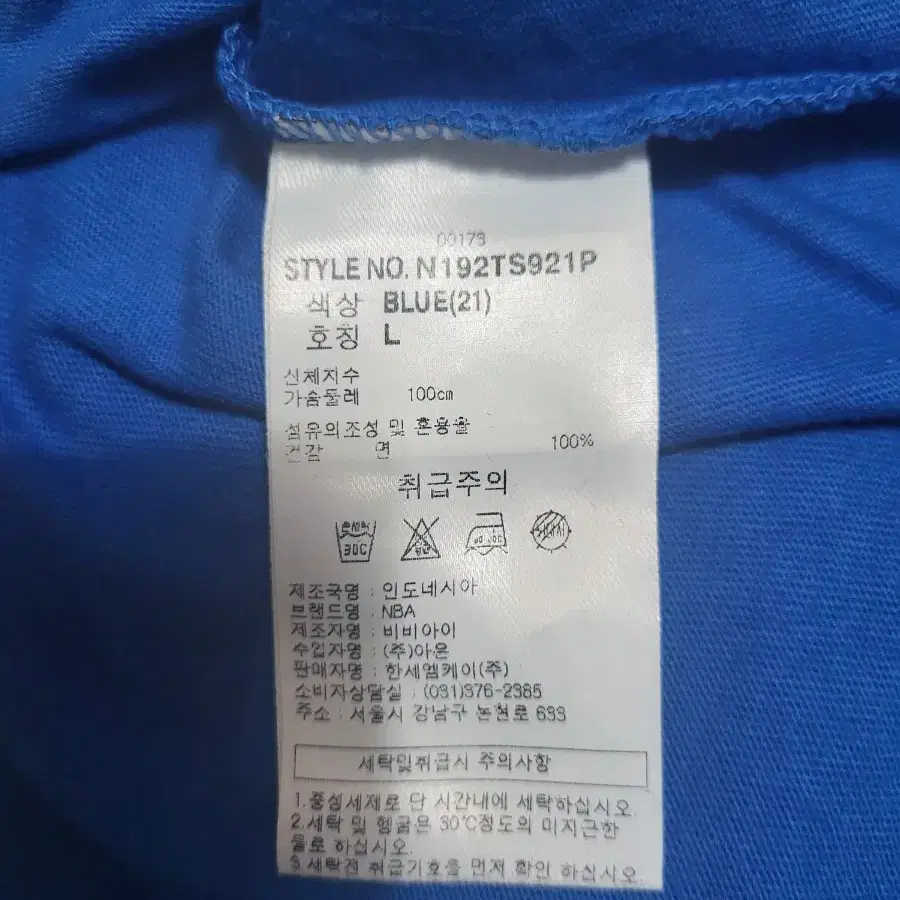 00173
STYLE NO. N192TS921P
색상 BLUE(21)
호칭 L
신체치수
가슴둘레 100cm
섬유의조성 및 혼용율
겉감 면 100%
취급주의
손세탁
30℃
제조국명 : 인도네시아
브랜드명 : NBA
제조자명 : 비비아이
수입자명 : (주)아온
판매자명 : 한세엠케이(주)
소비자상담실 : (031)376-2385
주소 : 서울시 강남구 논현로 633
세탁및취급시 주의사항
1.중성세제로 단 시간내에 세탁하십시오.
2.세탁 및 헹굼은 30℃정도의 미지근한
물로 하십시오.
3.세탁전 취급기호을 먼저 확인 하십시오.